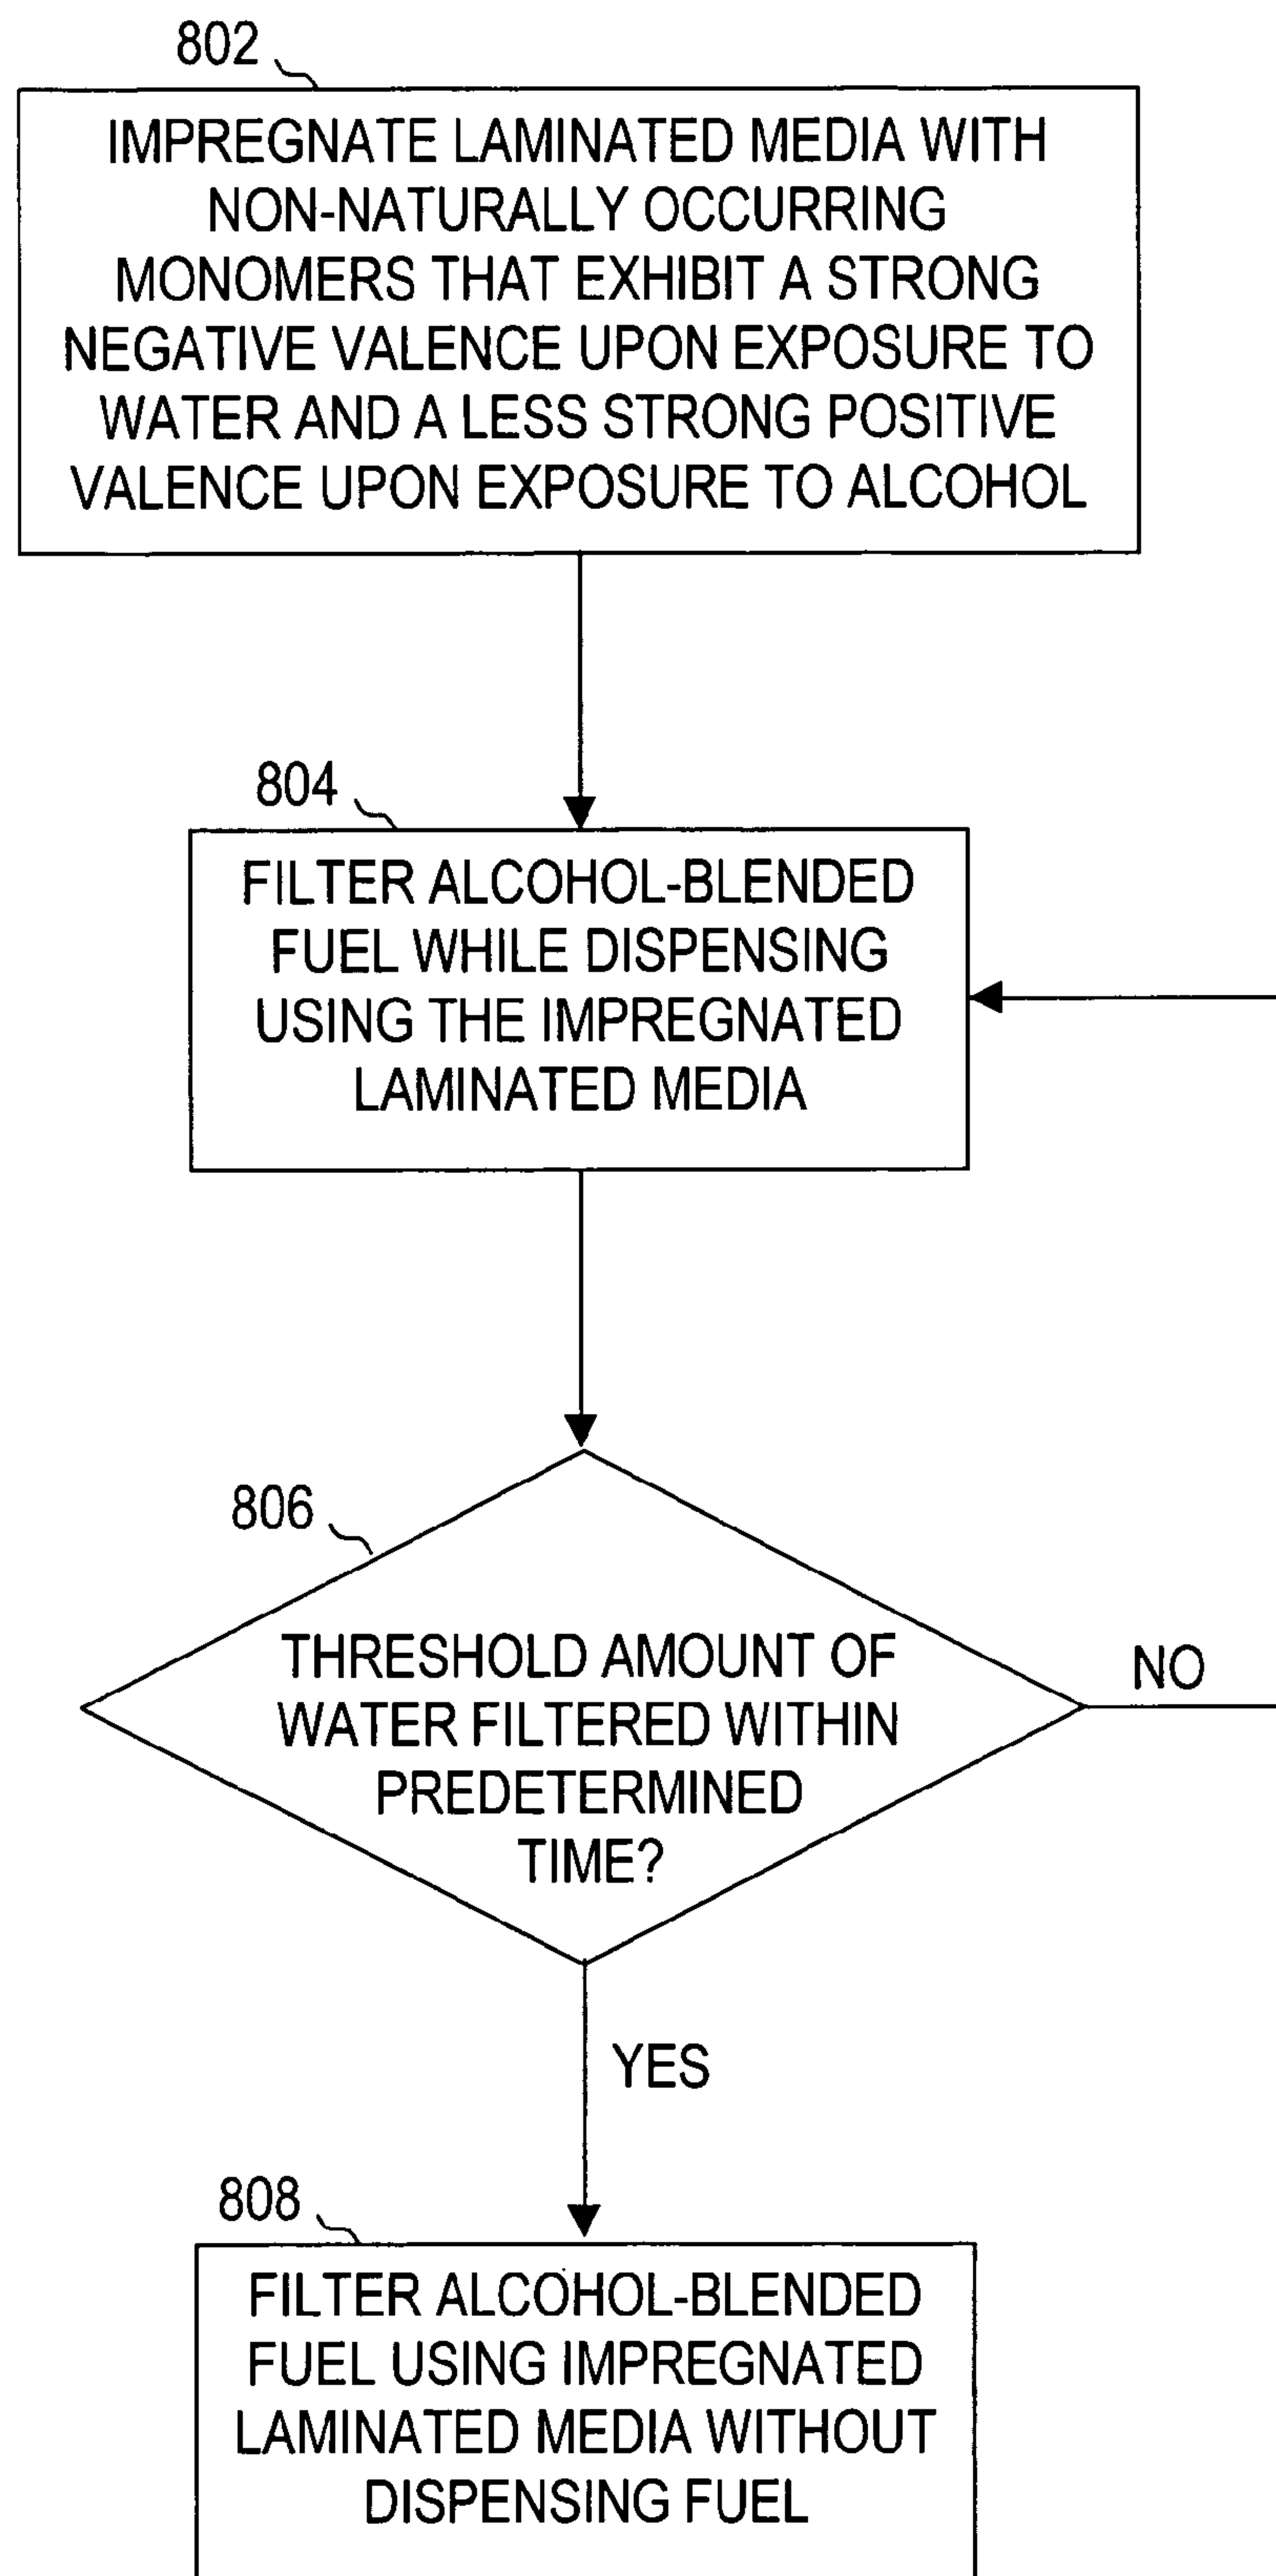 802
IMPREGNATE LAMINATED MEDIA WITH
NON-NATURALLY OCCURRING
MONOMERS THAT EXHIBIT A STRONG
NEGATIVE VALENCE UPON EXPOSURE TO
WATER AND A LESS STRONG POSITIVE
VALENCE UPON EXPOSURE TO ALCOHOL
804
FILTER ALCOHOL-BLENDED
FUEL WHILE DISPENSING
USING THE IMPREGNATED
LAMINATED MEDIA
806
THRESHOLD AMOUNT OF
WATER FILTERED WITHIN
PREDETERMINED
TIME?
NO
YES
808
FILTER ALCOHOL-BLENDED
FUEL USING IMPREGNATED
LAMINATED MEDIA WITHOUT
DISPENSING FUEL